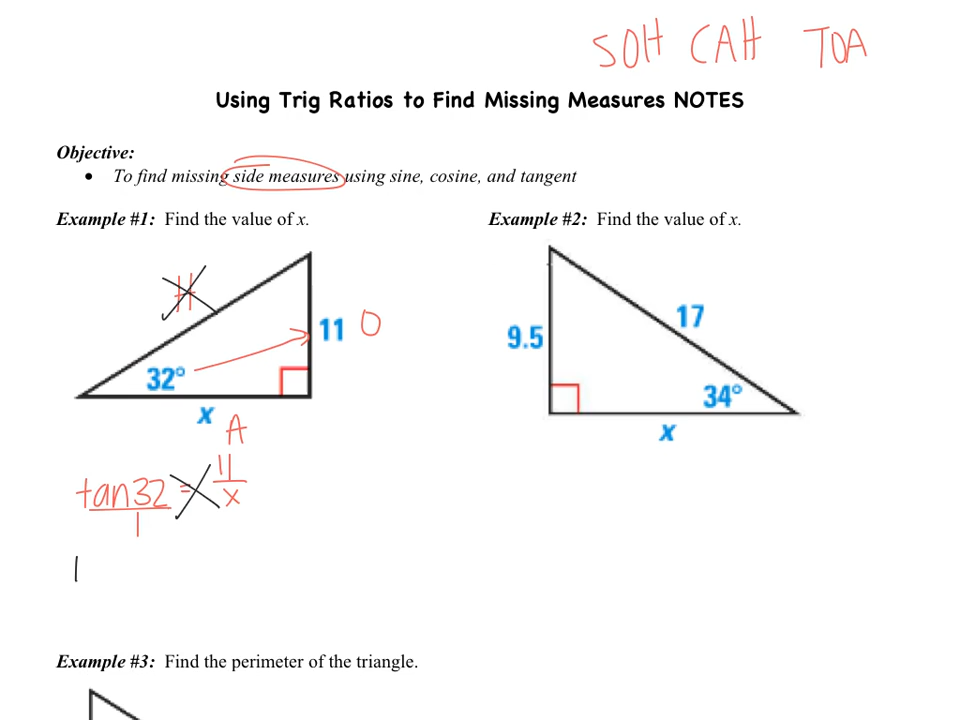 SOH CAH TOA
Using Trig Ratios to Find Missing Measures NOTES
Objective:
• To find missing side measures using sine, cosine, and tangent
Example #1: Find the value of x.
H
11 O
32°
x A
tan32 = 11
1 x
1
Example #2: Find the value of x.
17
9.5
34°
x
Example #3: Find the perimeter of the triangle.